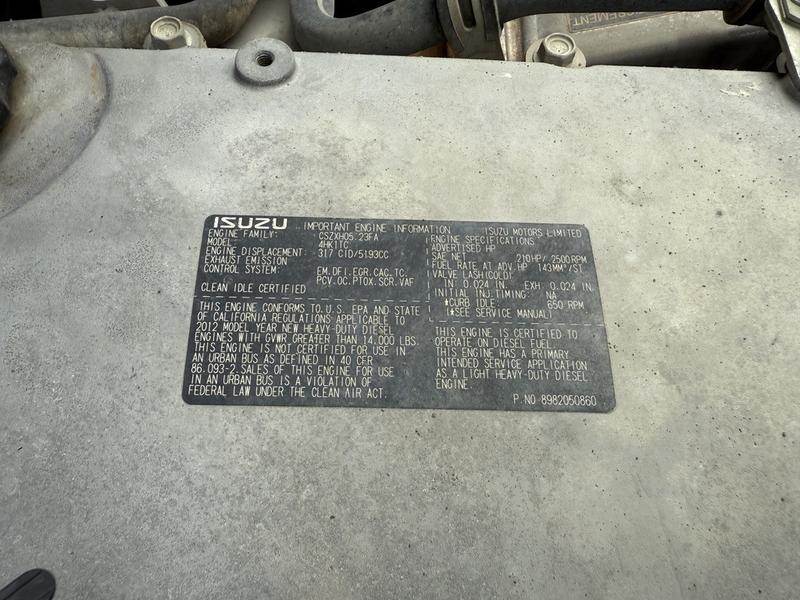 CREMENT
ISUZU IMPORTANT ENGINE INFORMATION ISUZU MOTORS LIMITED
ENGINE FAMILY: CSZXH05.23FA
MODEL: 4HK1TC
ENGINE DISPLACEMENT: 317 CID/5193CC
EXHAUST EMISSION
CONTROL SYSTEM: EM.DFI.EGR.CAC.TC.
PCV.OC.PTOX.SCR.VAF
CLEAN IDLE CERTIFIED
ENGINE SPECIFICATIONS
ADVERTISED HP
SAE NET 210HP/ 2500RPM
FUEL RATE AT ADV.HP 143MM³/ST
VALVE LASH(COLD)
IN: 0.024 IN. EXH: 0.024 IN
INITIAL INJ.TIMING: NA
*CURB IDLE: 650 RPM
(*SEE SERVICE MANUAL)
THIS ENGINE CONFORMS TO U.S. EPA AND STATE
OF CALIFORNIA REGULATIONS APPLICABLE TO
2012 MODEL YEAR NEW HEAVY-DUTY DIESEL
ENGINES WITH GVWR GREATER THAN 14,000 LBS.
THIS ENGINE IS NOT CERTIFIED FOR USE IN
AN URBAN BUS AS DEFINED IN 40 CFR
86.093-2. SALES OF THIS ENGINE FOR USE
IN AN URBAN BUS IS A VIOLATION OF
FEDERAL LAW UNDER THE CLEAN AIR ACT.
THIS ENGINE IS CERTIFIED TO
OPERATE ON DIESEL FUEL.
THIS ENGINE HAS A PRIMARY
INTENDED SERVICE APPLICATION
AS A LIGHT HEAVY-DUTY DIESEL
ENGINE.
P.NO 8982050860